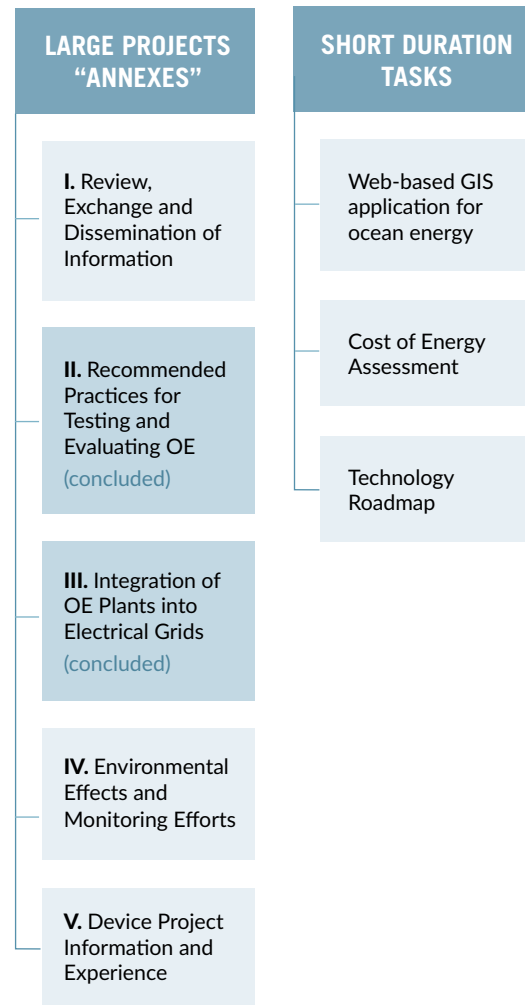 LARGE PROJECTS
“ANNEXES”
I. Review,
Exchange and
Dissemination of
Information
II. Recommended
Practices for
Testing and
Evaluating OE
(concluded)
III. Integration of
OE Plants into
Electrical Grids
(concluded)
IV. Environmental
Effects and
Monitoring Efforts
V. Device Project
Information and
Experience
SHORT DURATION
TASKS
Web-based GIS
application for
ocean energy
Cost of Energy
Assessment
Technology
Roadmap